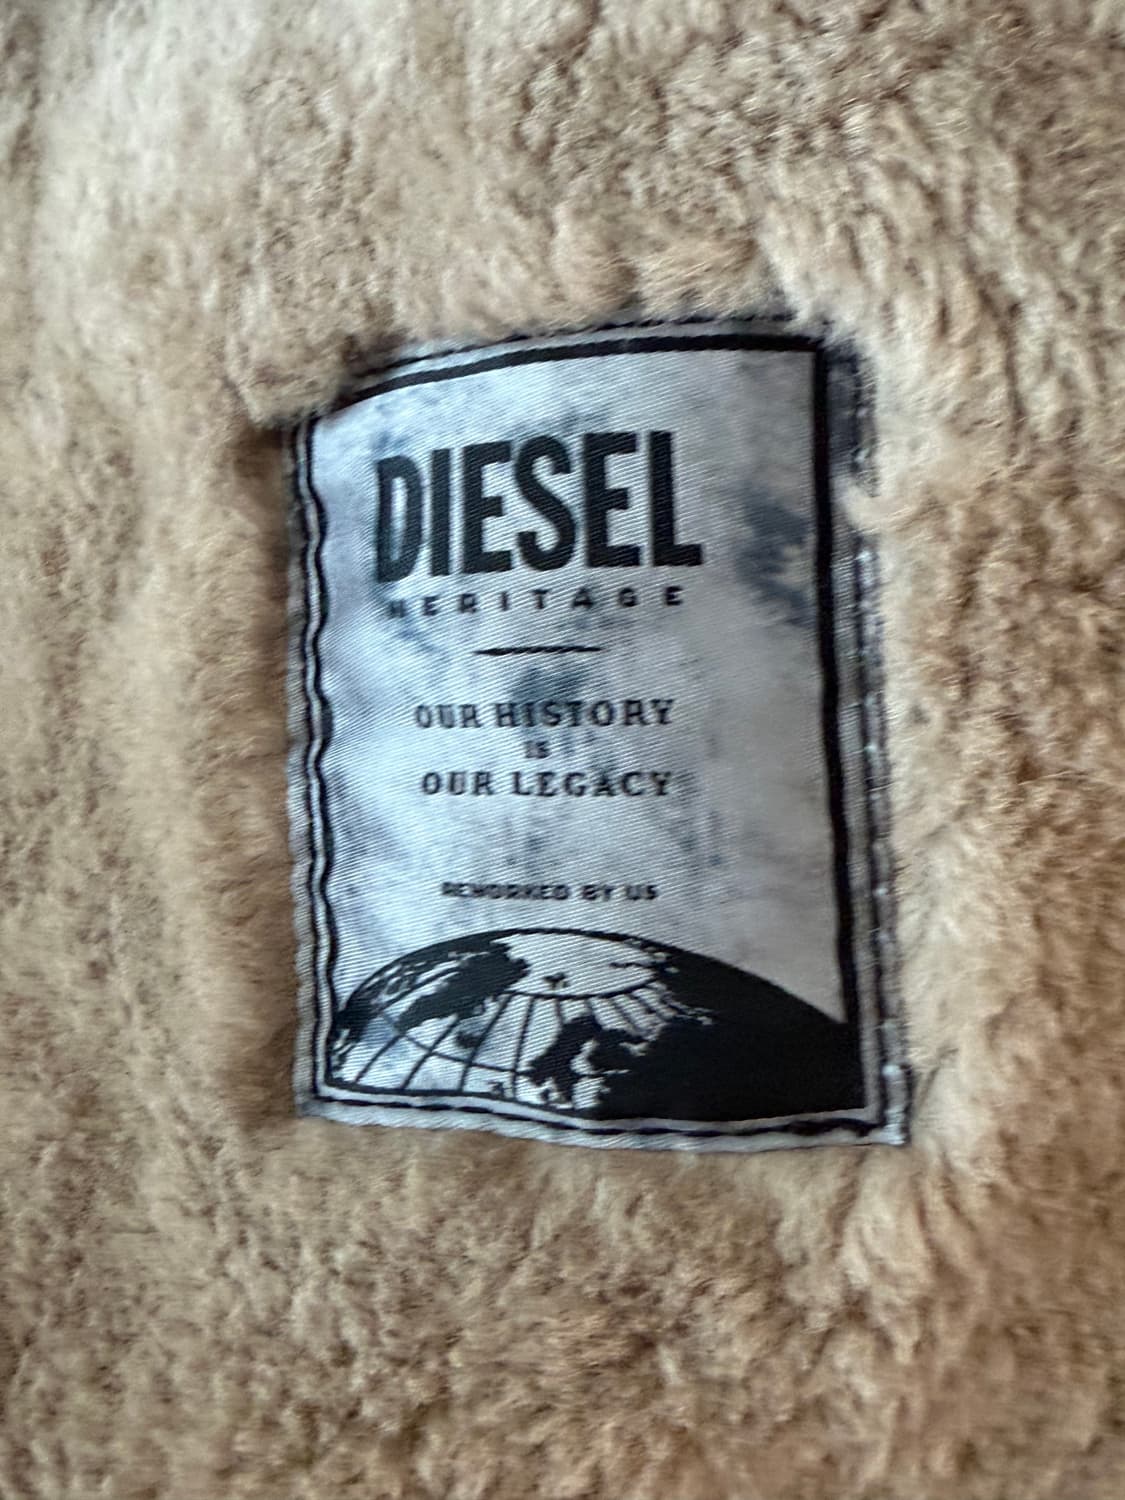 DIESEL
HERITAGE
OUR HISTORY
IS
OUR LEGACY
REWORKED BY US